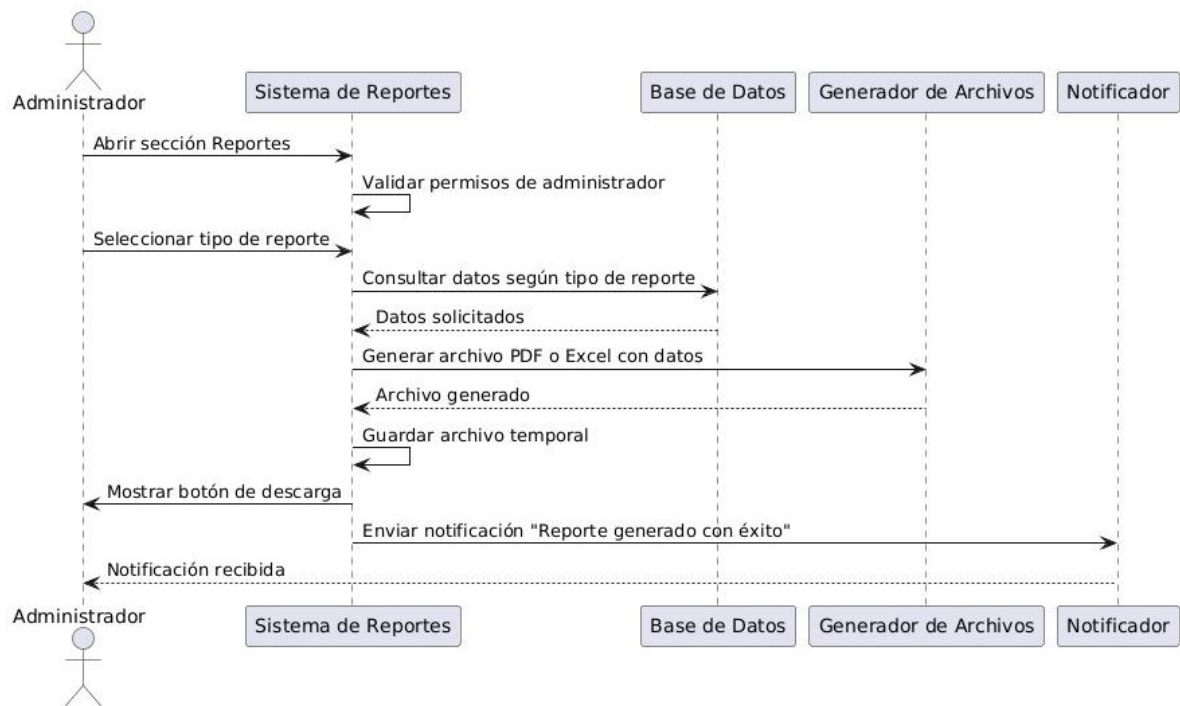 Administrador
Sistema de Reportes
Base de Datos
Generador de Archivos
Notificador
Abrir sección Reportes
Validar permisos de administrador
Seleccionar tipo de reporte
Consultar datos según tipo de reporte
Datos solicitados
Generar archivo PDF o Excel con datos
Archivo generado
Guardar archivo temporal
Mostrar botón de descarga
Enviar notificación "Reporte generado con éxito"
Notificación recibida
Administrador
Sistema de Reportes
Base de Datos
Generador de Archivos
Notificador